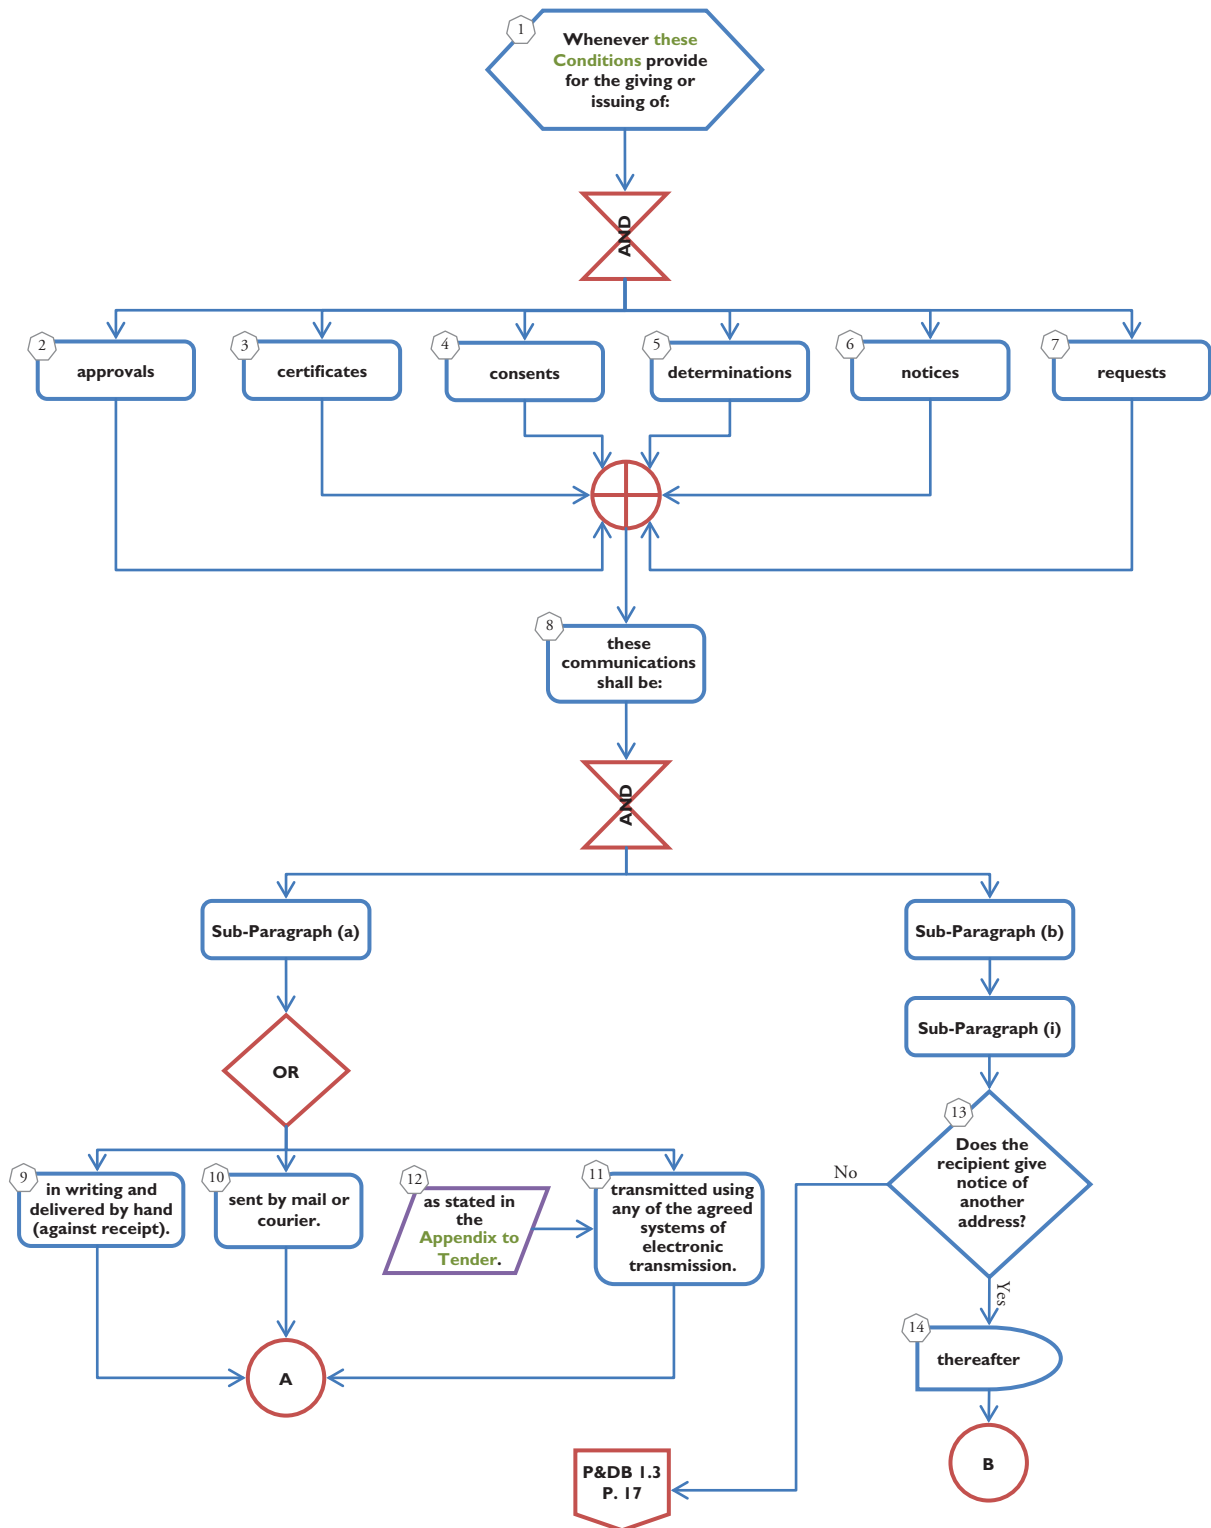 1
Whenever these
Conditions provide
for the giving or
issuing of:
AND
2
approvals
3
certificates
4
consents
5
determinations
6
notices
7
requests
8
these
communications
shall be:
AND
Sub-Paragraph (a)
Sub-Paragraph (b)
Sub-Paragraph (i)
OR
13
Does the
recipient give
notice of
another
address?
No
Yes
9
in writing and
delivered by hand
(against receipt).
10
sent by mail or
courier.
12
as stated in
the
Appendix to
Tender.
11
transmitted using
any of the agreed
systems of
electronic
transmission.
14
thereafter
A
B
P&DB 1.3
P. 17